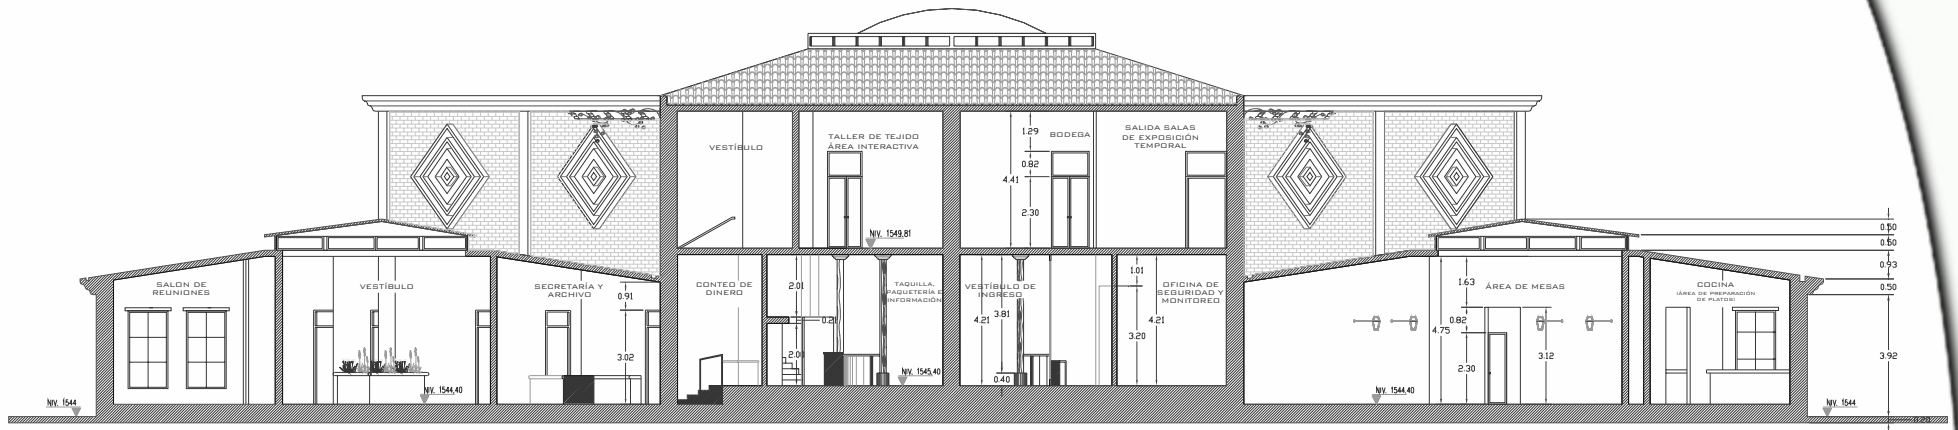 VESTÍBULO
TALLER DE TEJIDO
ÁREA INTERACTIVA
NIV. 1549,81
1.29
0.82
4.41
2.30
BODEGA
SALIDA SALAS
DE EXPOSICIÓN
TEMPORAL
SALON DE
REUNIONES
VESTÍBULO
NIV. 1544,40
SECRETARÍA Y
ARCHIVO
0.91
3.02
CONTEO DE
DINERO
2.01
0.21
TAQUILLA,
PAQUETERÍA E
INFORMACIÓN
NIV. 1545,40
VESTÍBULO DE
INGRESO
4.21
3.81
0.40
1.01
3.20
4.21
OFICINA DE
SEGURIDAD Y
MONITOREO
4.75
1.63
0.82
2.30
3.12
ÁREA DE MESAS
NIV. 1544,40
COCINA
(ÁREA DE PREPARACIÓN
DE PLATOS)
0.50
0.50
0.93
0.50
3.92
NIV. 1544
NIV. 1544